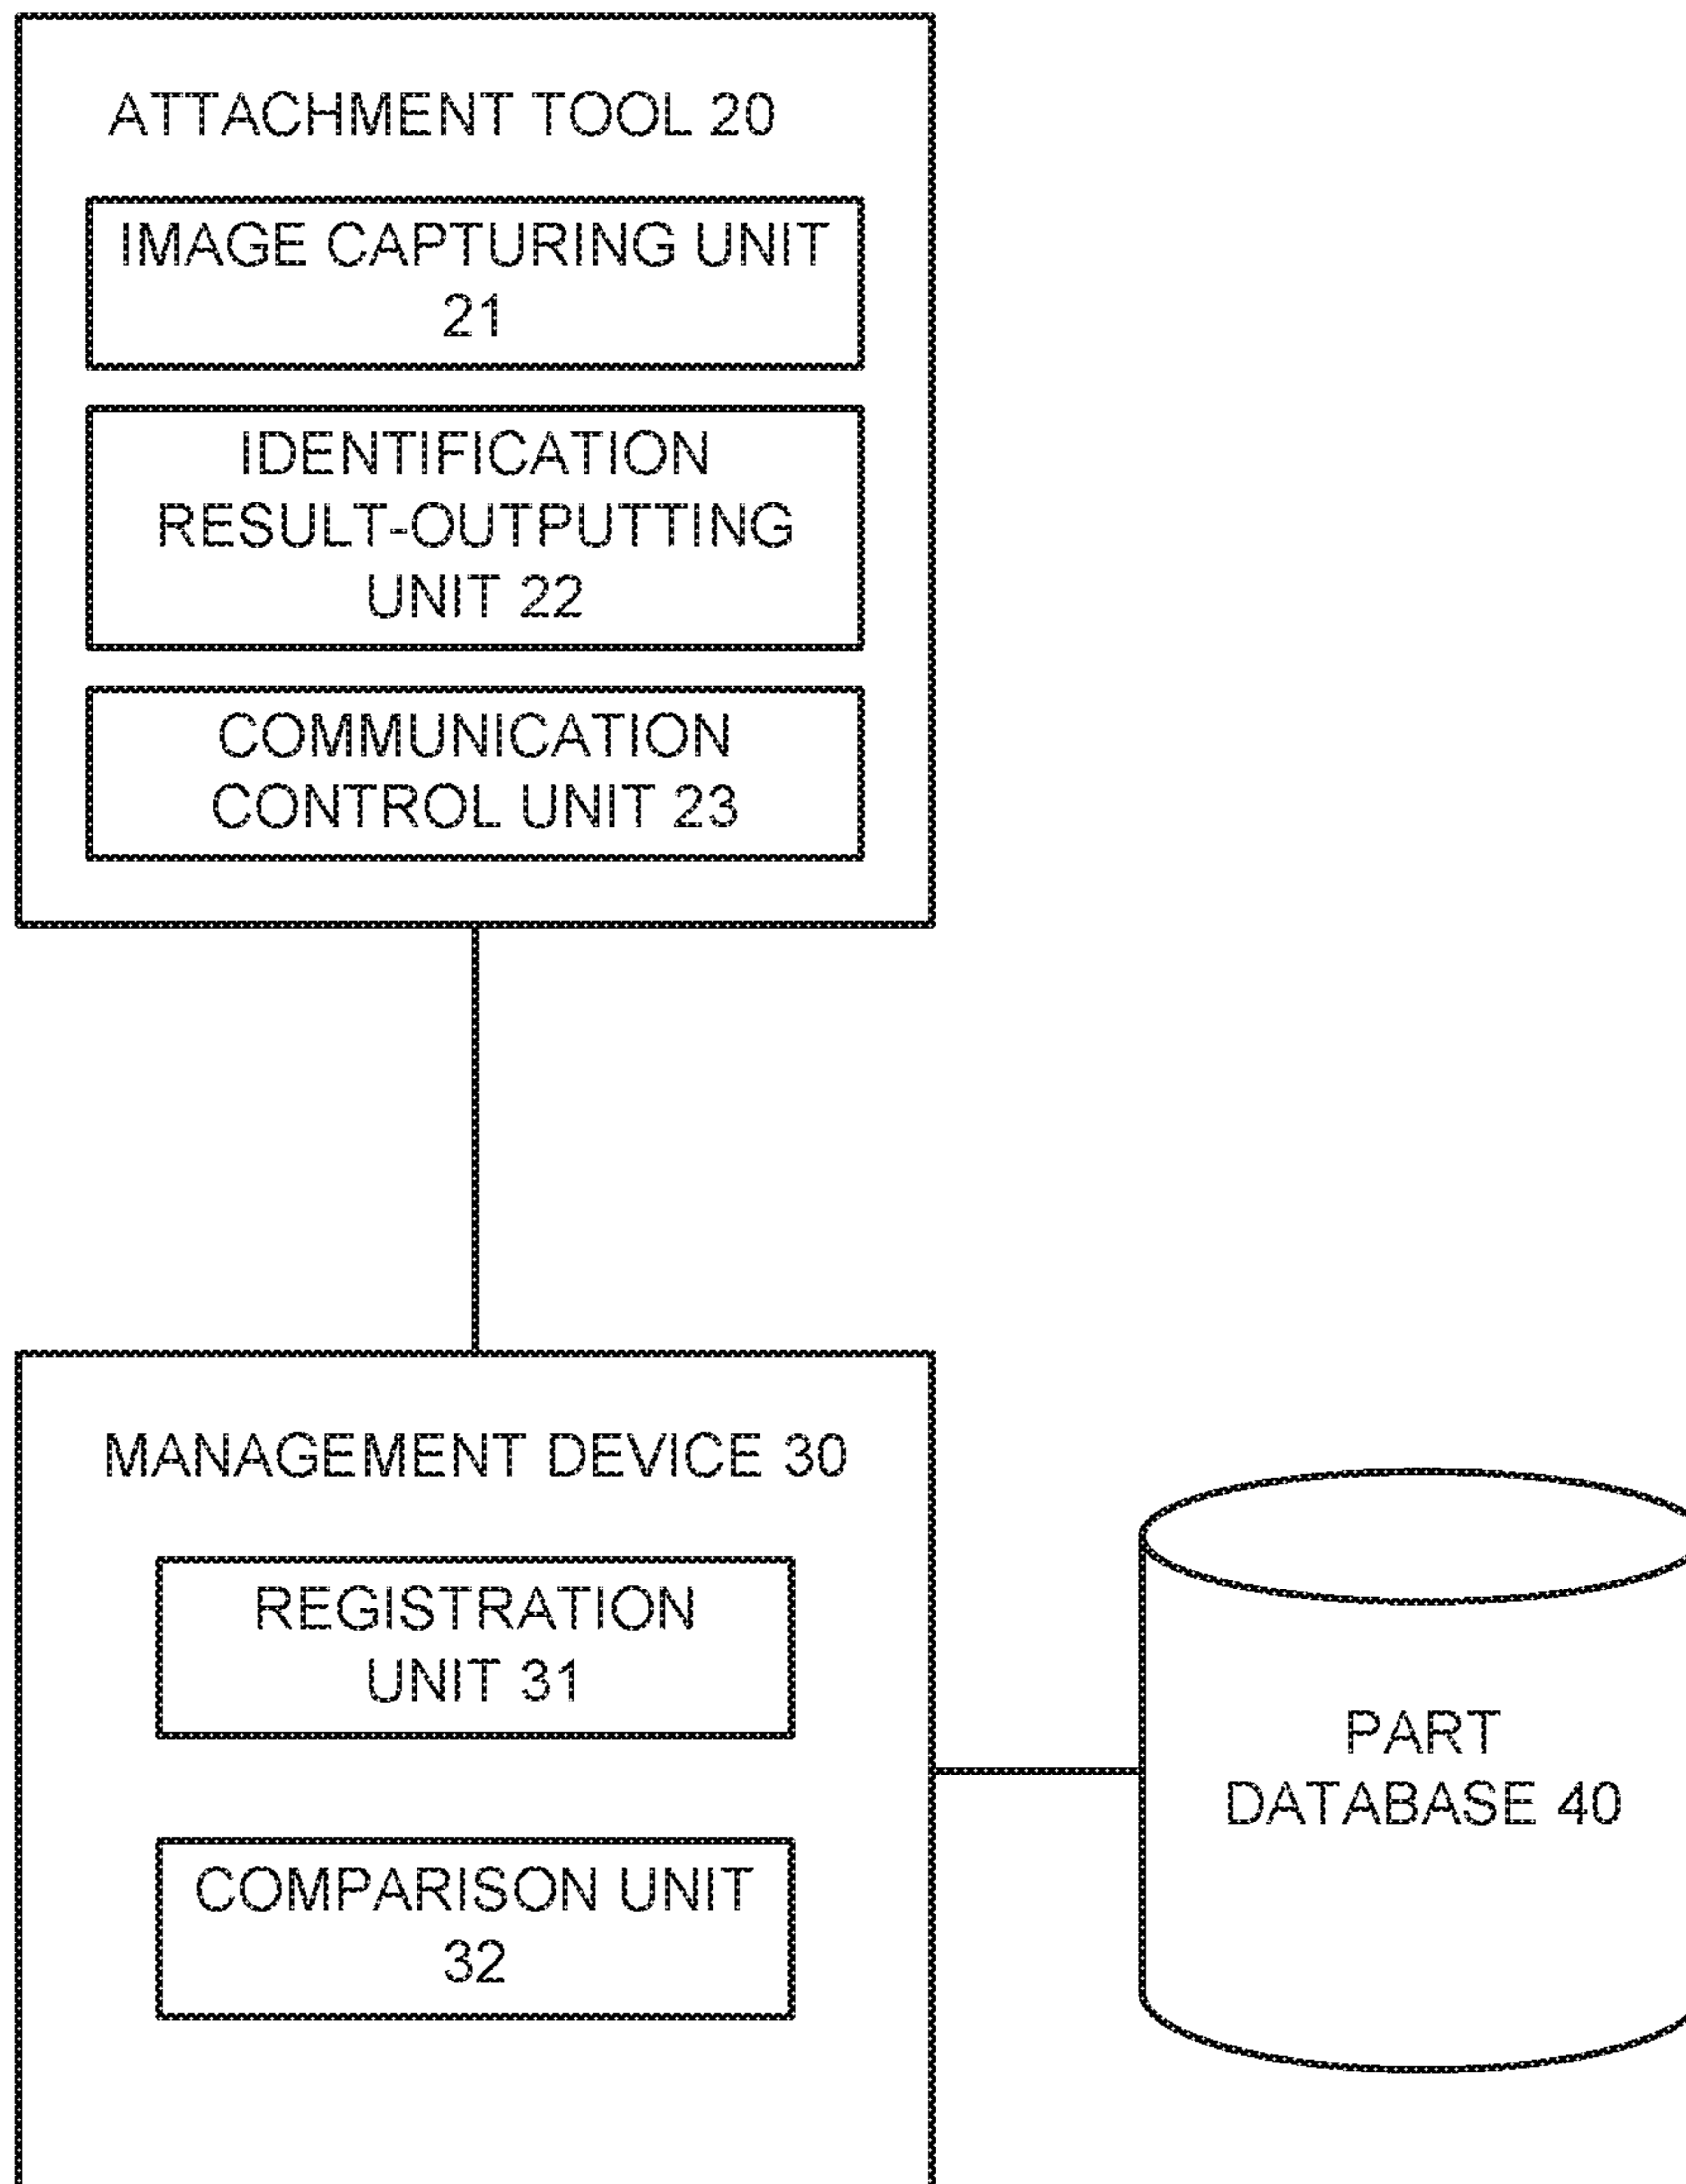 ATTACHMENT TOOL 20
IMAGE CAPTURING UNIT
21
IDENTIFICATION
RESULT-OUTPUTTING
UNIT 22
COMMUNICATION
CONTROL UNIT 23
MANAGEMENT DEVICE 30
REGISTRATION
UNIT 31
COMPARISON UNIT
32
PART
DATABASE 40